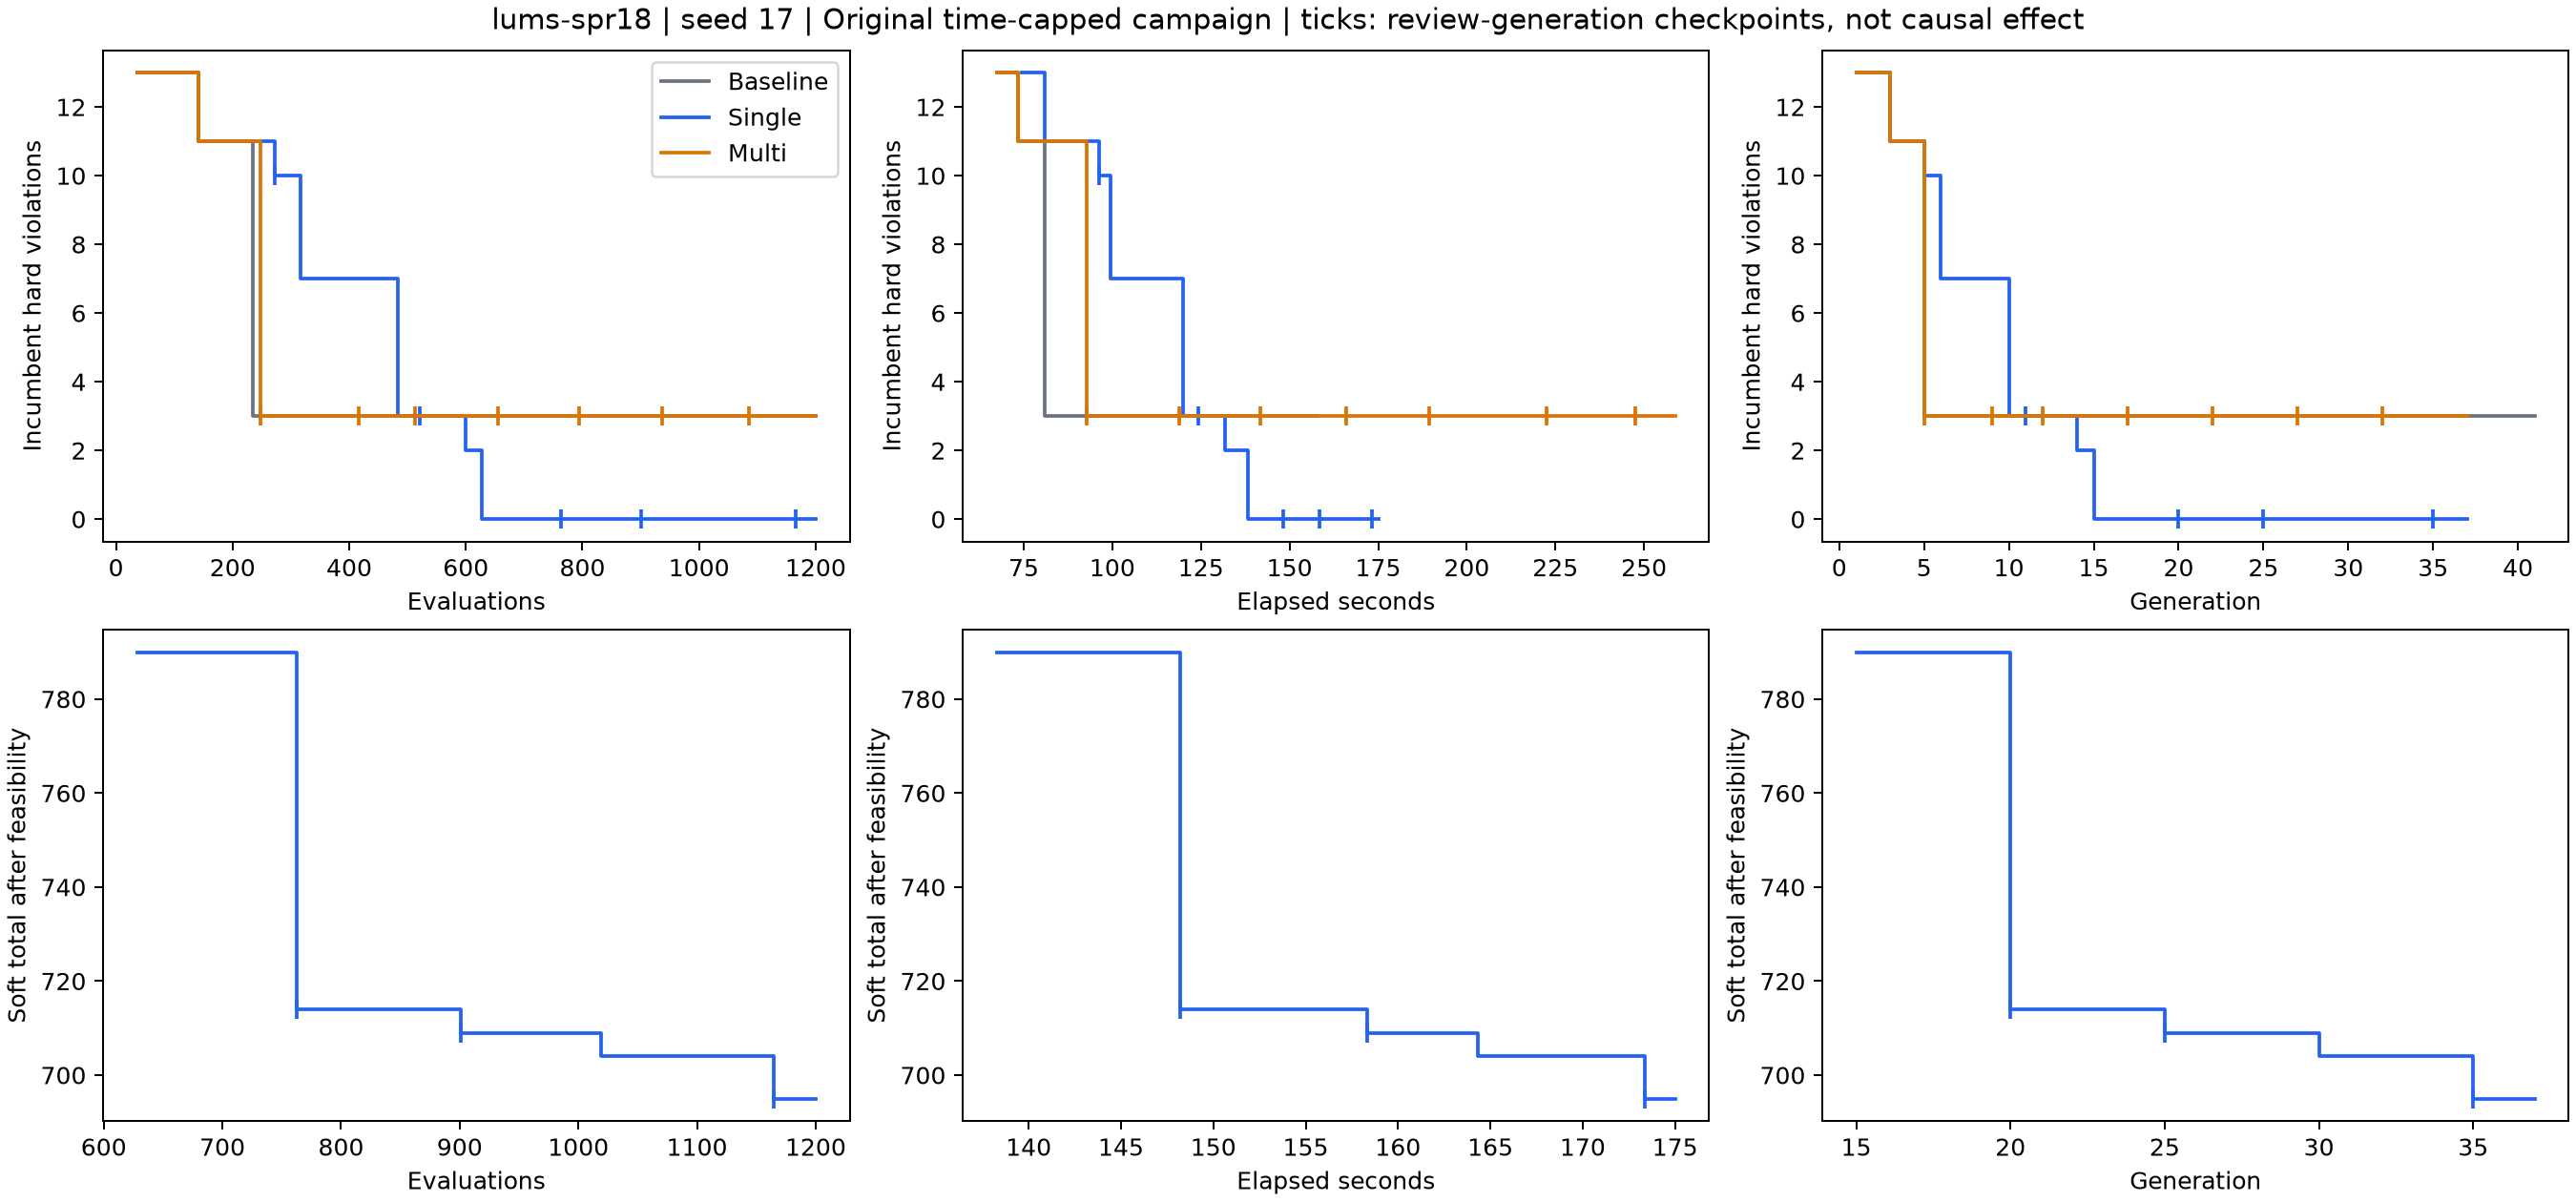 lums-spr18 | seed 17 | Original time-capped campaign | ticks: review-generation checkpoints, not causal effect
Incumbent hard violations
12
10
8
6
4
2
0
Baseline
Single
Multi
0 200 400 600 800 1000 1200
Evaluations
Incumbent hard violations
12
10
8
6
4
2
0
75 100 125 150 175 200 225 250
Elapsed seconds
Incumbent hard violations
12
10
8
6
4
2
0
0 5 10 15 20 25 30 35 40
Generation
Soft total after feasibility
780
760
740
720
700
600 700 800 900 1000 1100 1200
Evaluations
Soft total after feasibility
780
760
740
720
700
140 145 150 155 160 165 170 175
Elapsed seconds
Soft total after feasibility
780
760
740
720
700
15 20 25 30 35
Generation